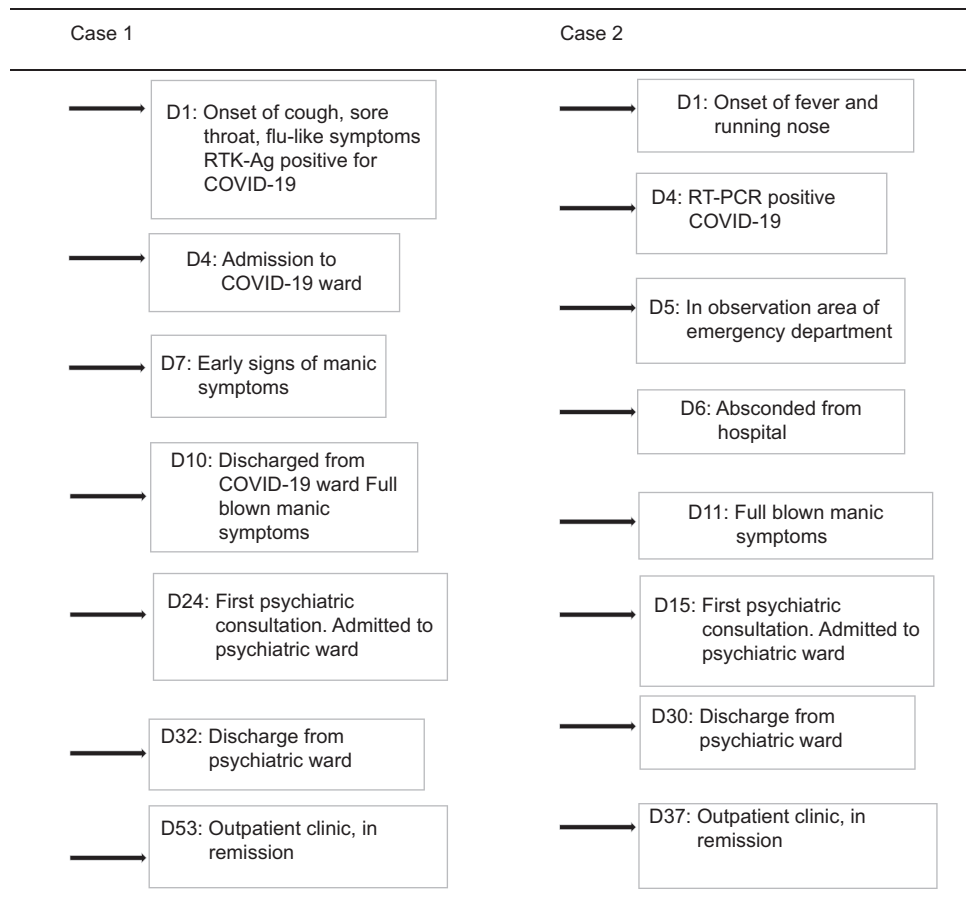 Case 1
D1: Onset of cough, sore
throat, flu-like symptoms
RTK-Ag positive for
COVID-19
D4: Admission to
COVID-19 ward
D7: Early signs of manic
symptoms
D10: Discharged from
COVID-19 ward Full
blown manic
symptoms
D24: First psychiatric
consultation. Admitted to
psychiatric ward
D32: Discharge from
psychiatric ward
D53: Outpatient clinic, in
remission
Case 2
D1: Onset of fever and
running nose
D4: RT-PCR positive
COVID-19
D5: In observation area of
emergency department
D6: Absconded from
hospital
D11: Full blown manic
symptoms
D15: First psychiatric
consultation. Admitted to
psychiatric ward
D30: Discharge from
psychiatric ward
D37: Outpatient clinic, in
remission